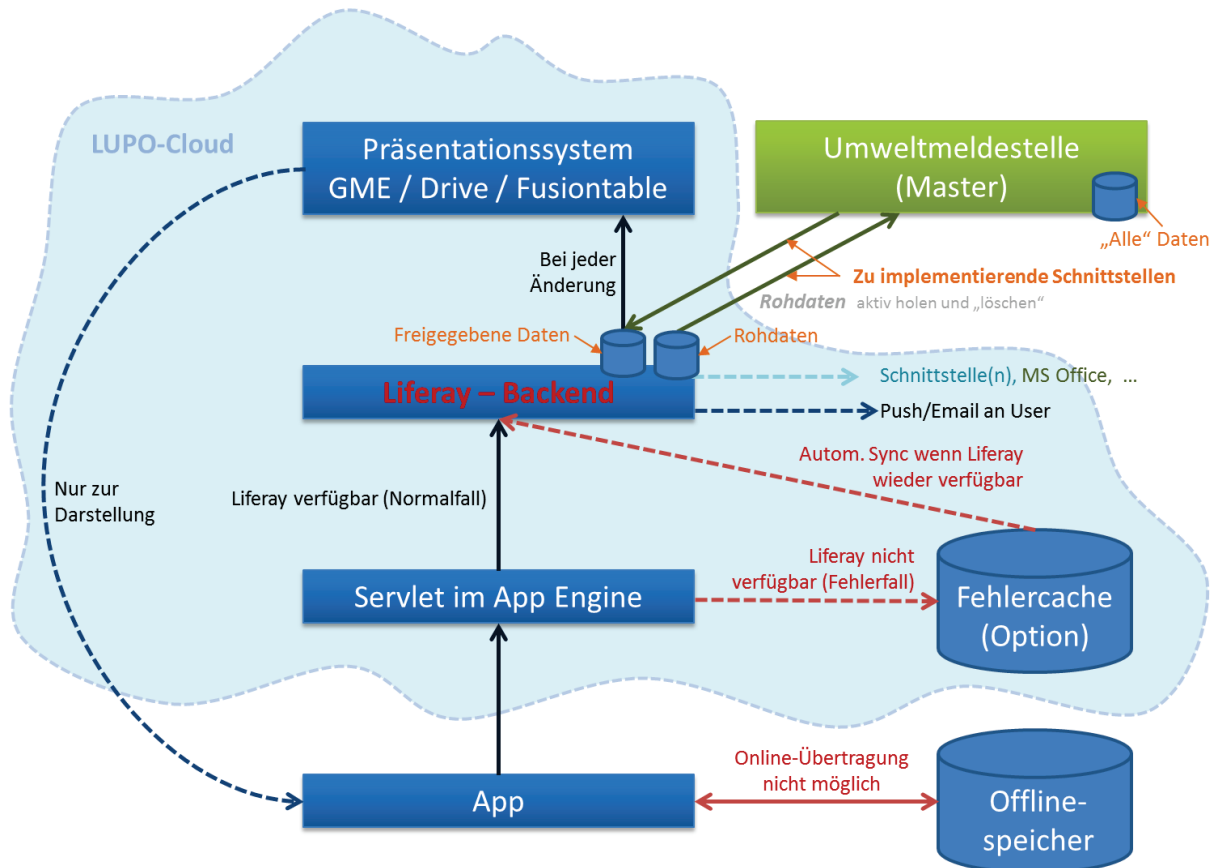 LUPO-Cloud
Präsentationssystem
GME / Drive / Fusiontable
Umweltmeldestelle
(Master)
„Alle“ Daten
Bei jeder
Änderung
Zu implementierende Schnittstellen
Rohdaten aktiv holen und „löschen“
Freigegebene Daten
Rohdaten
Liferay – Backend
Schnittstelle(n), MS Office, ...
Push/Email an User
Autom. Sync wenn Liferay
wieder verfügbar
Nur zur
Darstellung
Liferay verfügbar (Normalfall)
Liferay nicht
verfügbar (Fehlerfall)
Servlet im App Engine
Fehlercache
(Option)
Online-Übertragung
nicht möglich
App
Offline-
speicher